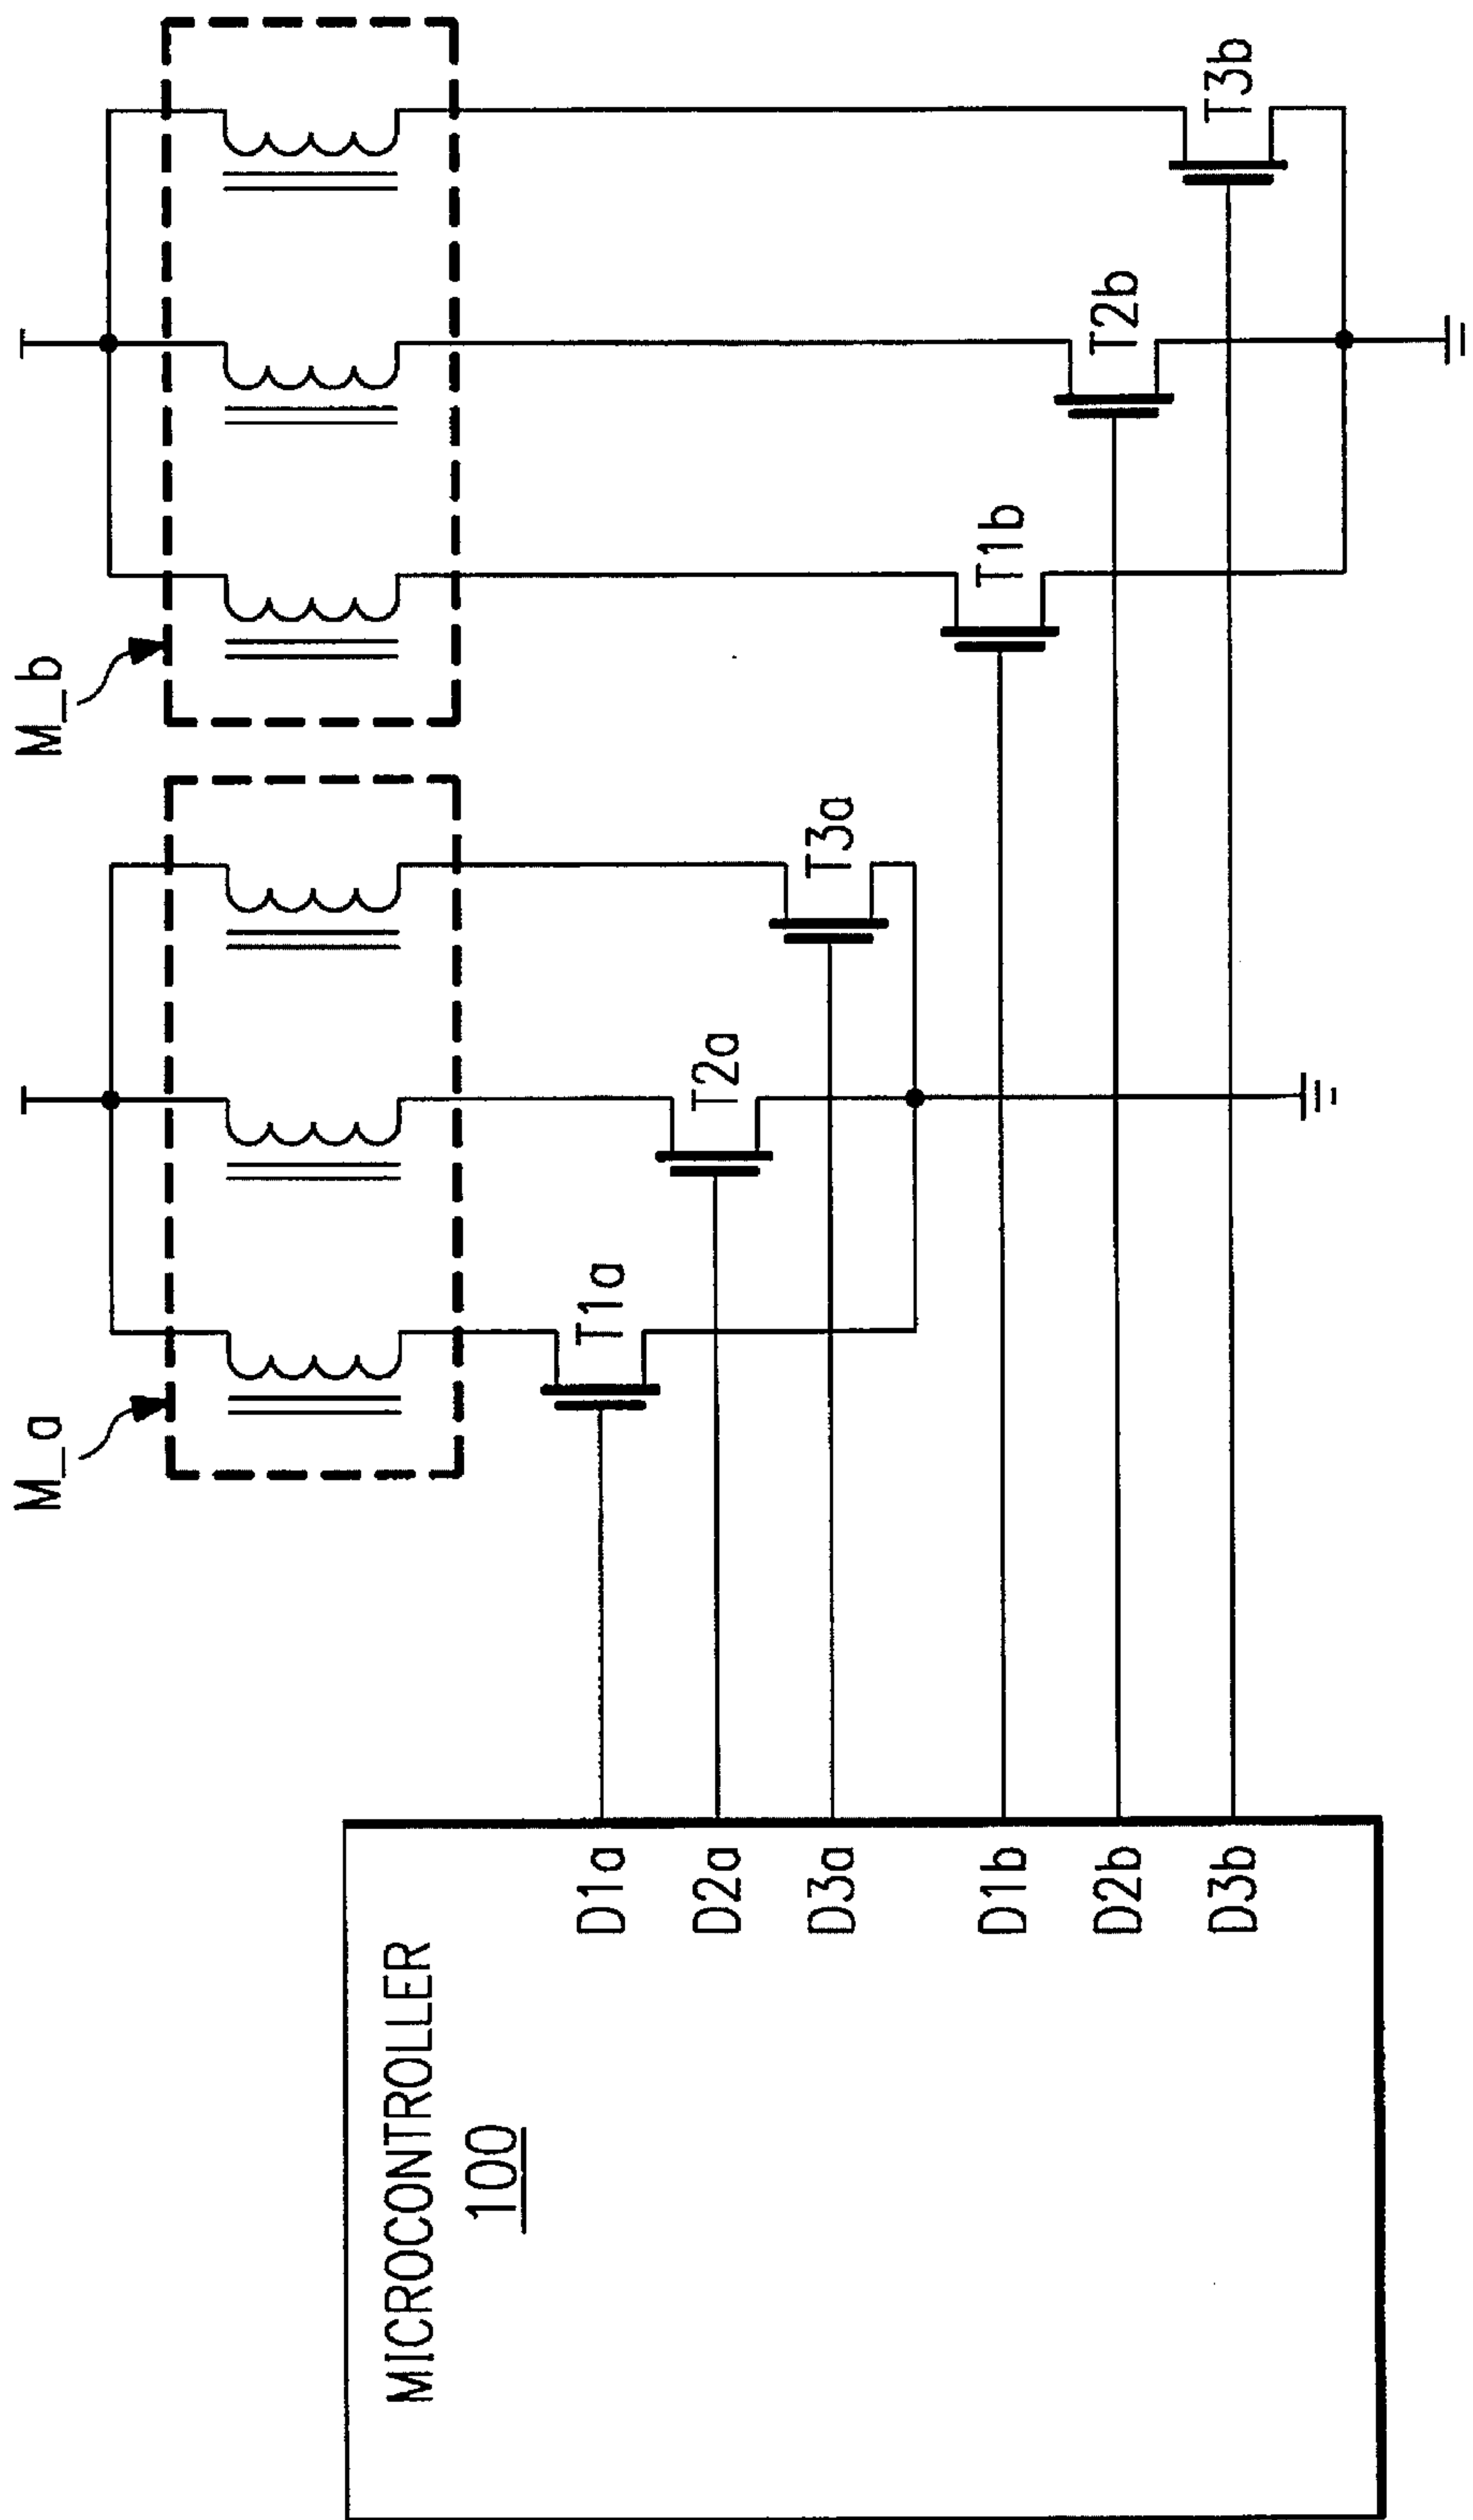 MICROCONTROLLER
100
D1a
D2a
D3a
D1b
D2b
D3b
M_a
T1a
T2a
T3a
M_b
T1b
T2b
T3b